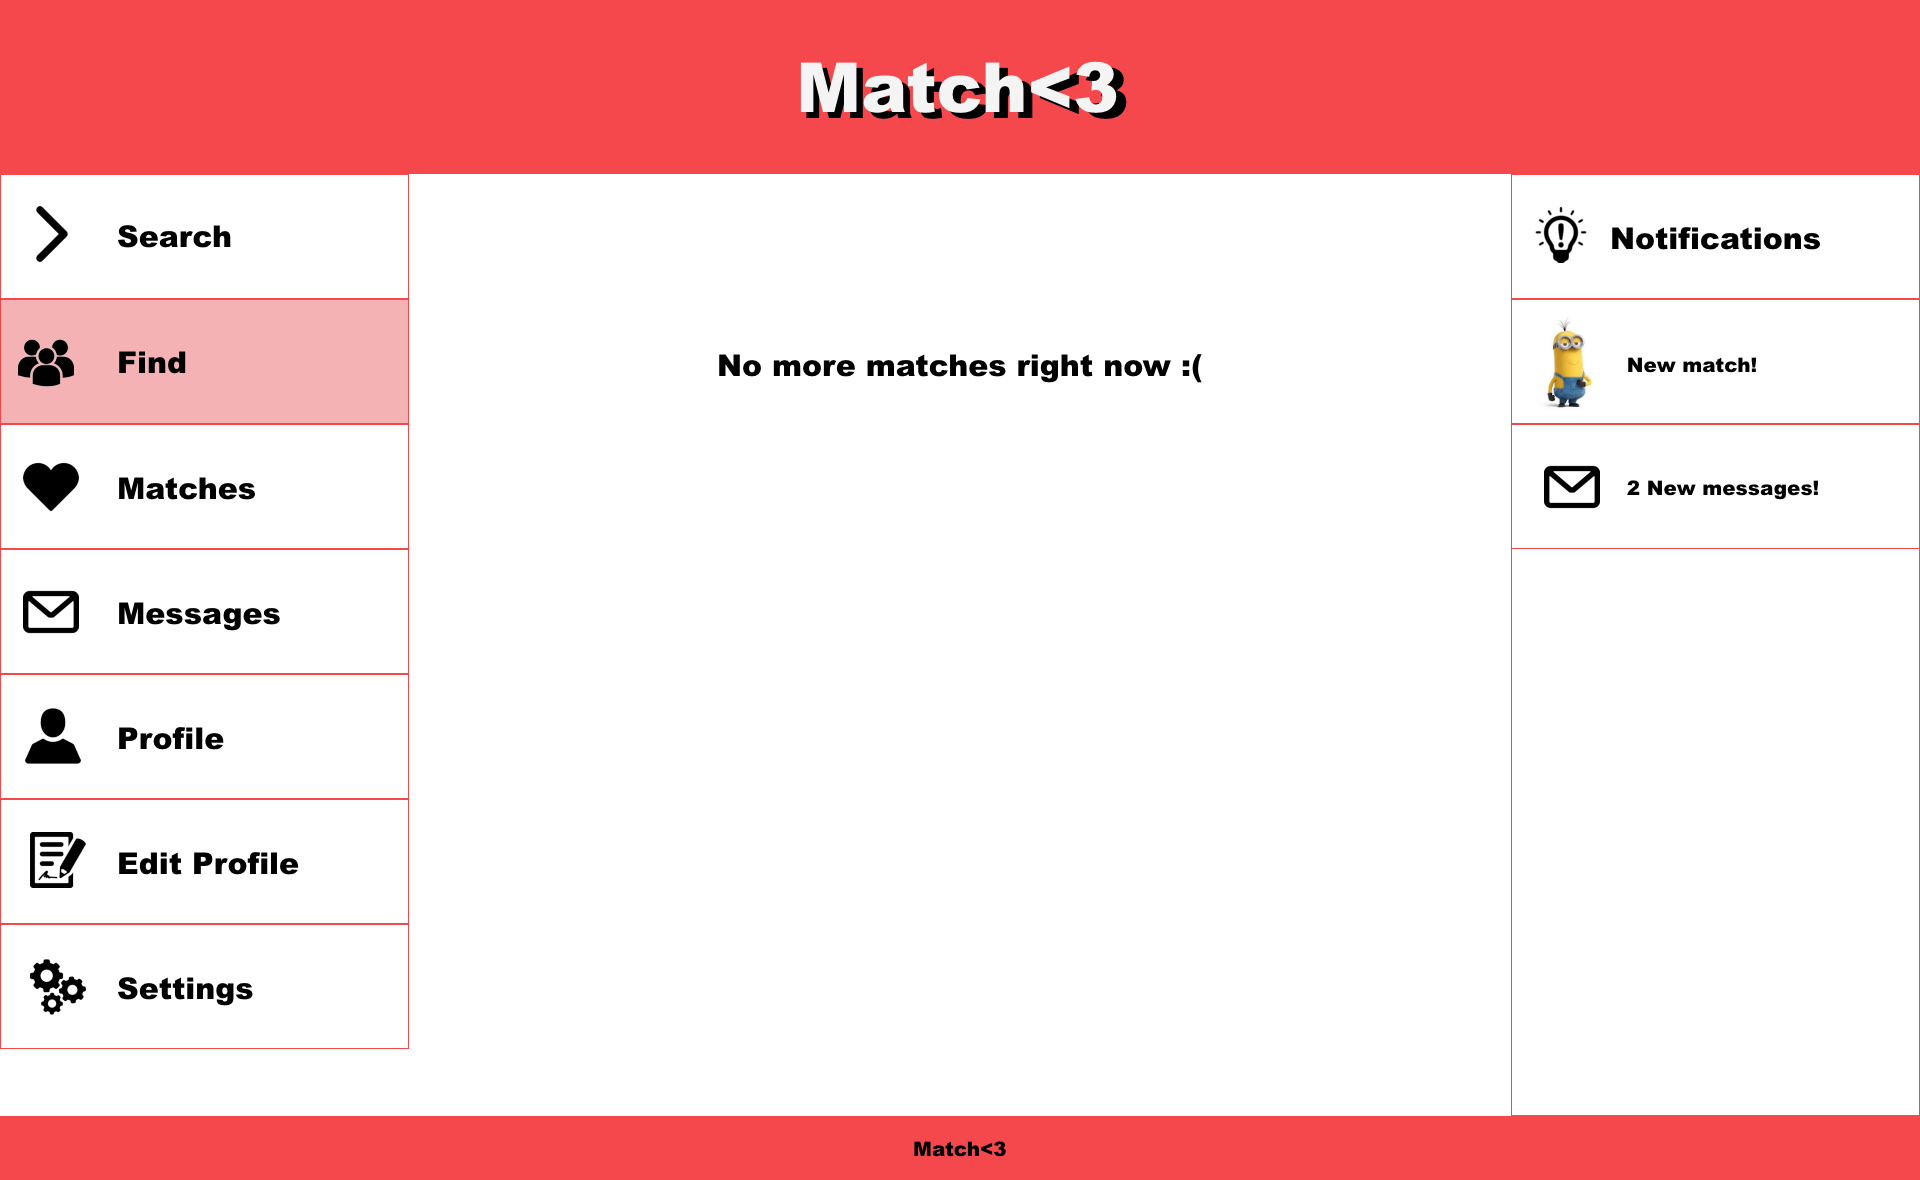 Match<3
Search
Find
Matches
Messages
Profile
Edit Profile
Settings
No more matches right now :(
Notifications
New match!
2 New messages!
Match<3